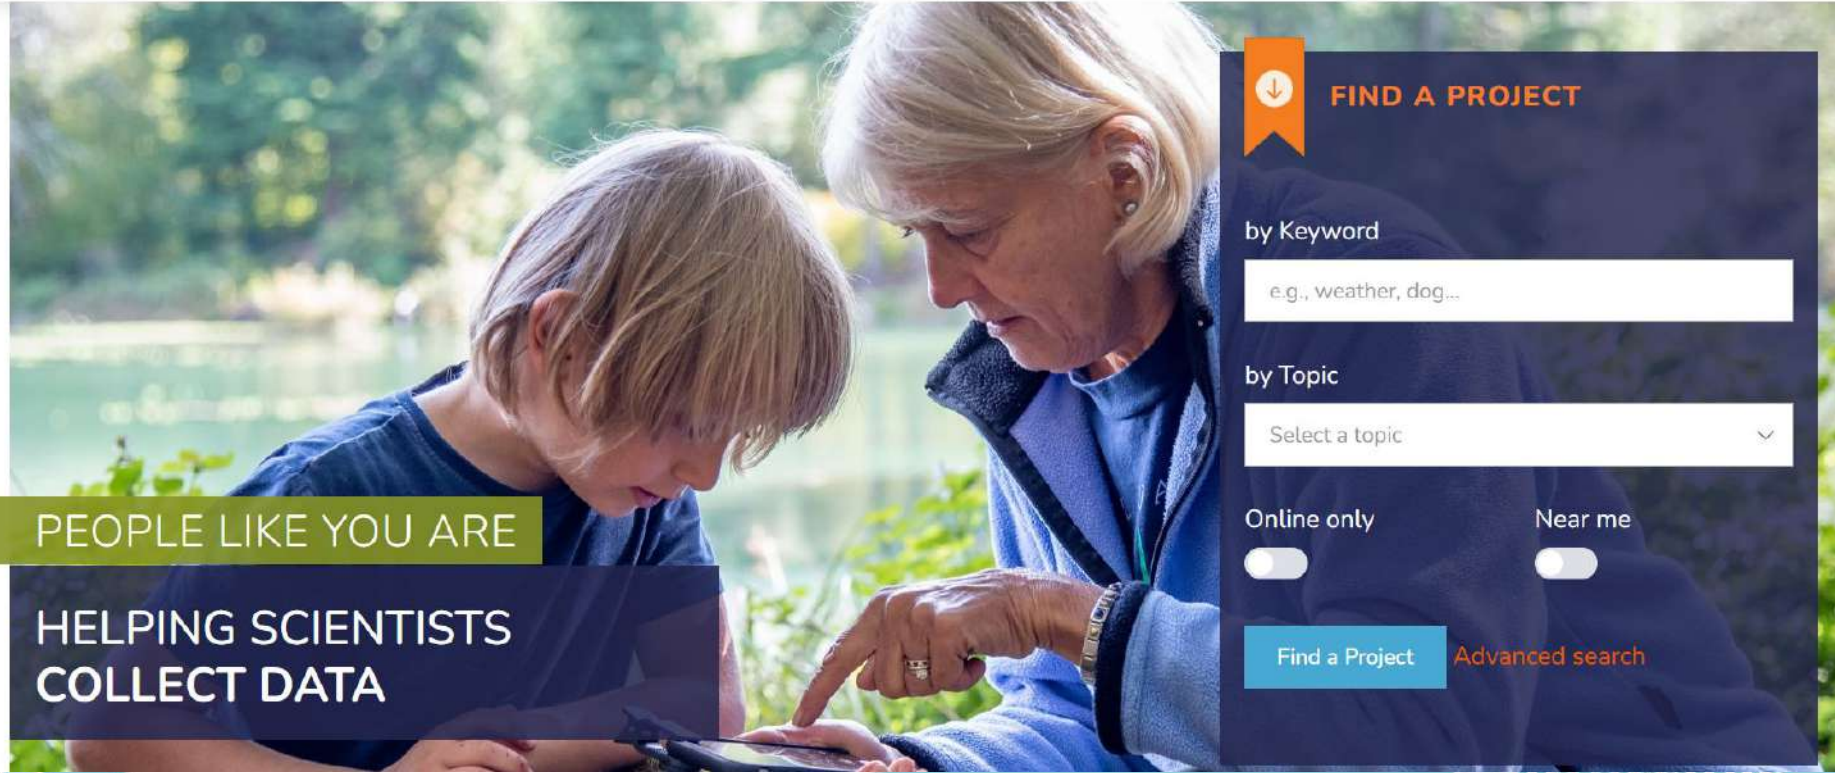 PEOPLE LIKE YOU ARE
HELPING SCIENTISTS
COLLECT DATA
FIND A PROJECT
by Keyword
e.g., weather, dog...
by Topic
Select a topic
Online only
Near me
Find a Project
Advanced search